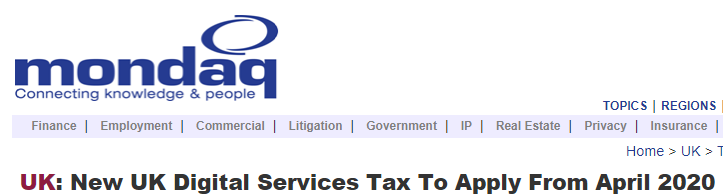 mondaq
Connecting knowledge & people
TOPICS | REGIONS |
Finance | Employment | Commercial | Litigation | Government | IP | Real Estate | Privacy | Insurance |
Home > UK > T
UK: New UK Digital Services Tax To Apply From April 2020